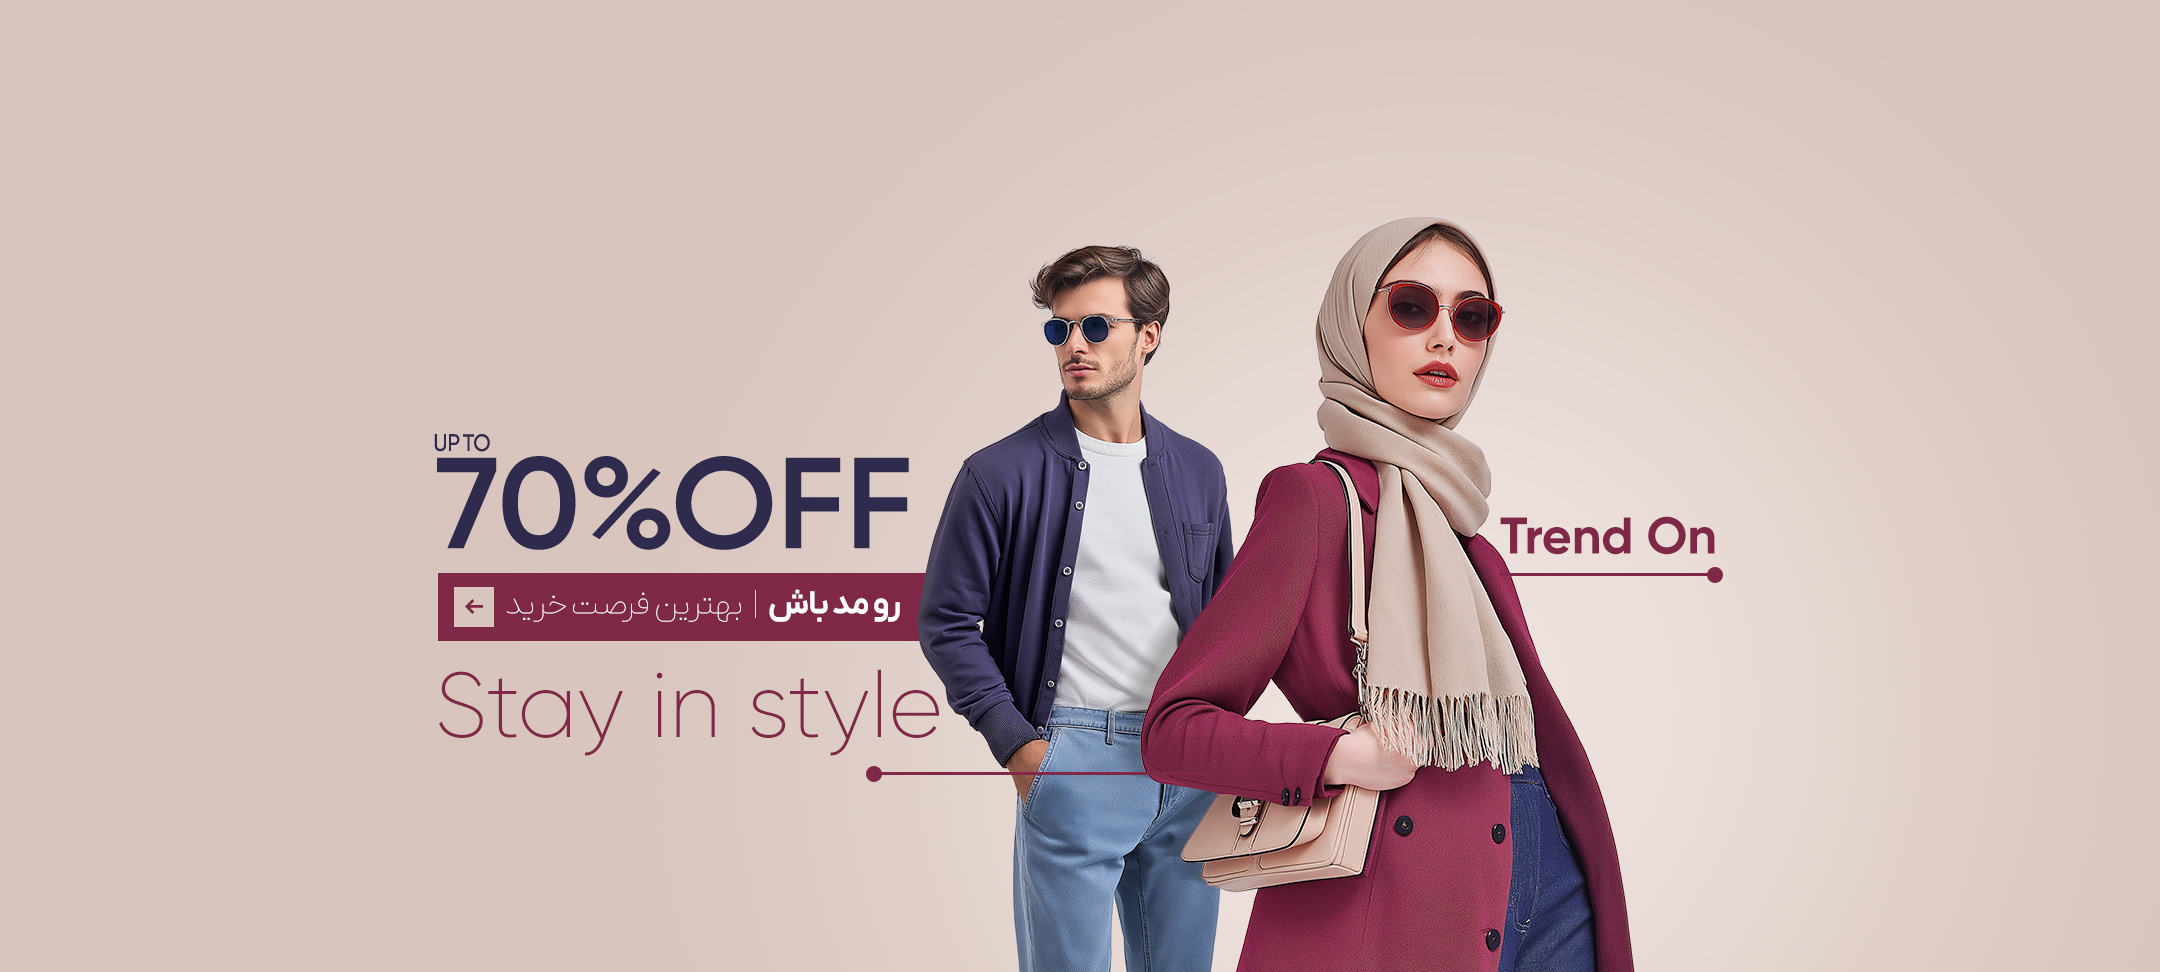 UP TO
70%OFF
رو مد باش | بهترین فرصت خرید
Stay in style
Trend On